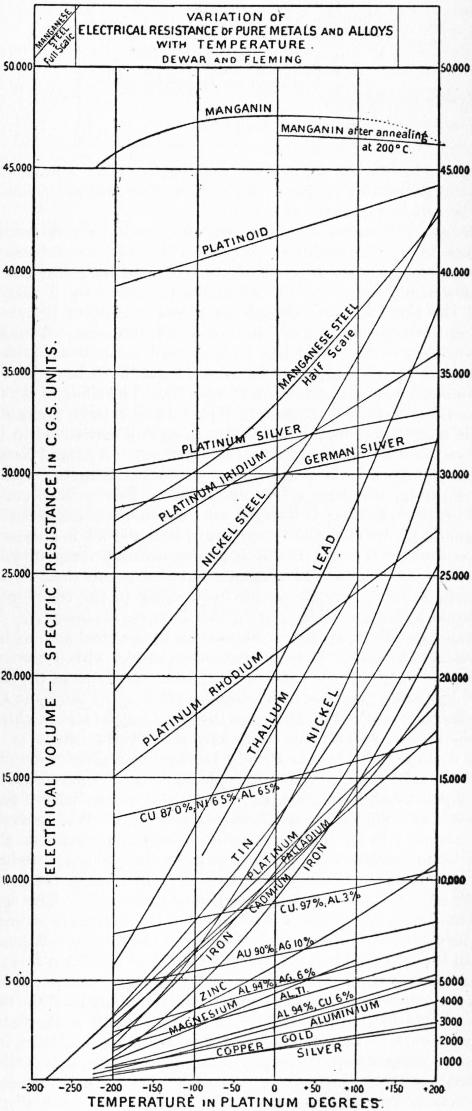 MANGANESE
STEEL
Full Scale
VARIATION OF
ELECTRICAL RESISTANCE OF PURE METALS AND ALLOYS
WITH TEMPERATURE.
DEWAR AND FLEMING
50.000
50.000
MANGANIN
MANGANIN after annealing
at 200°C.
45.000
45.000
PLATINOID
40.000
40.000
MANGANESE STEEL
Half Scale
35.000
35.000
PLATINUM SILVER
GERMAN SILVER
PLATINUM IRIDIUM
30.000
30.000
NICKEL STEEL
LEAD
25.000
25.000
PLATINUM RHODIUM
THALLIUM
NICKEL
20.000
20.000
15.000
15.000
CU 87.0%, NI 6.5%, AL 6.5%
TIN
PLATINUM
PALLADIUM
CADMIUM
IRON
10.000
10,000
CU. 97%, AL 3%
IRON
AU 90%, AG 10%
5 000
5000
ZINC
AL 94%, AG. 6%
MAGNESIUM
AL, TI.
4000
AL 94%, CU 6%
ALUMINIUM
3000
GOLD
2000
COPPER
SILVER
1000
-300 -250 -200 -150 -100 -50 ±0 +50 +100 +150 +200
TEMPERATURE IN PLATINUM DEGREES.
ELECTRICAL VOLUME — SPECIFIC RESISTANCE IN C.G.S. UNITS.